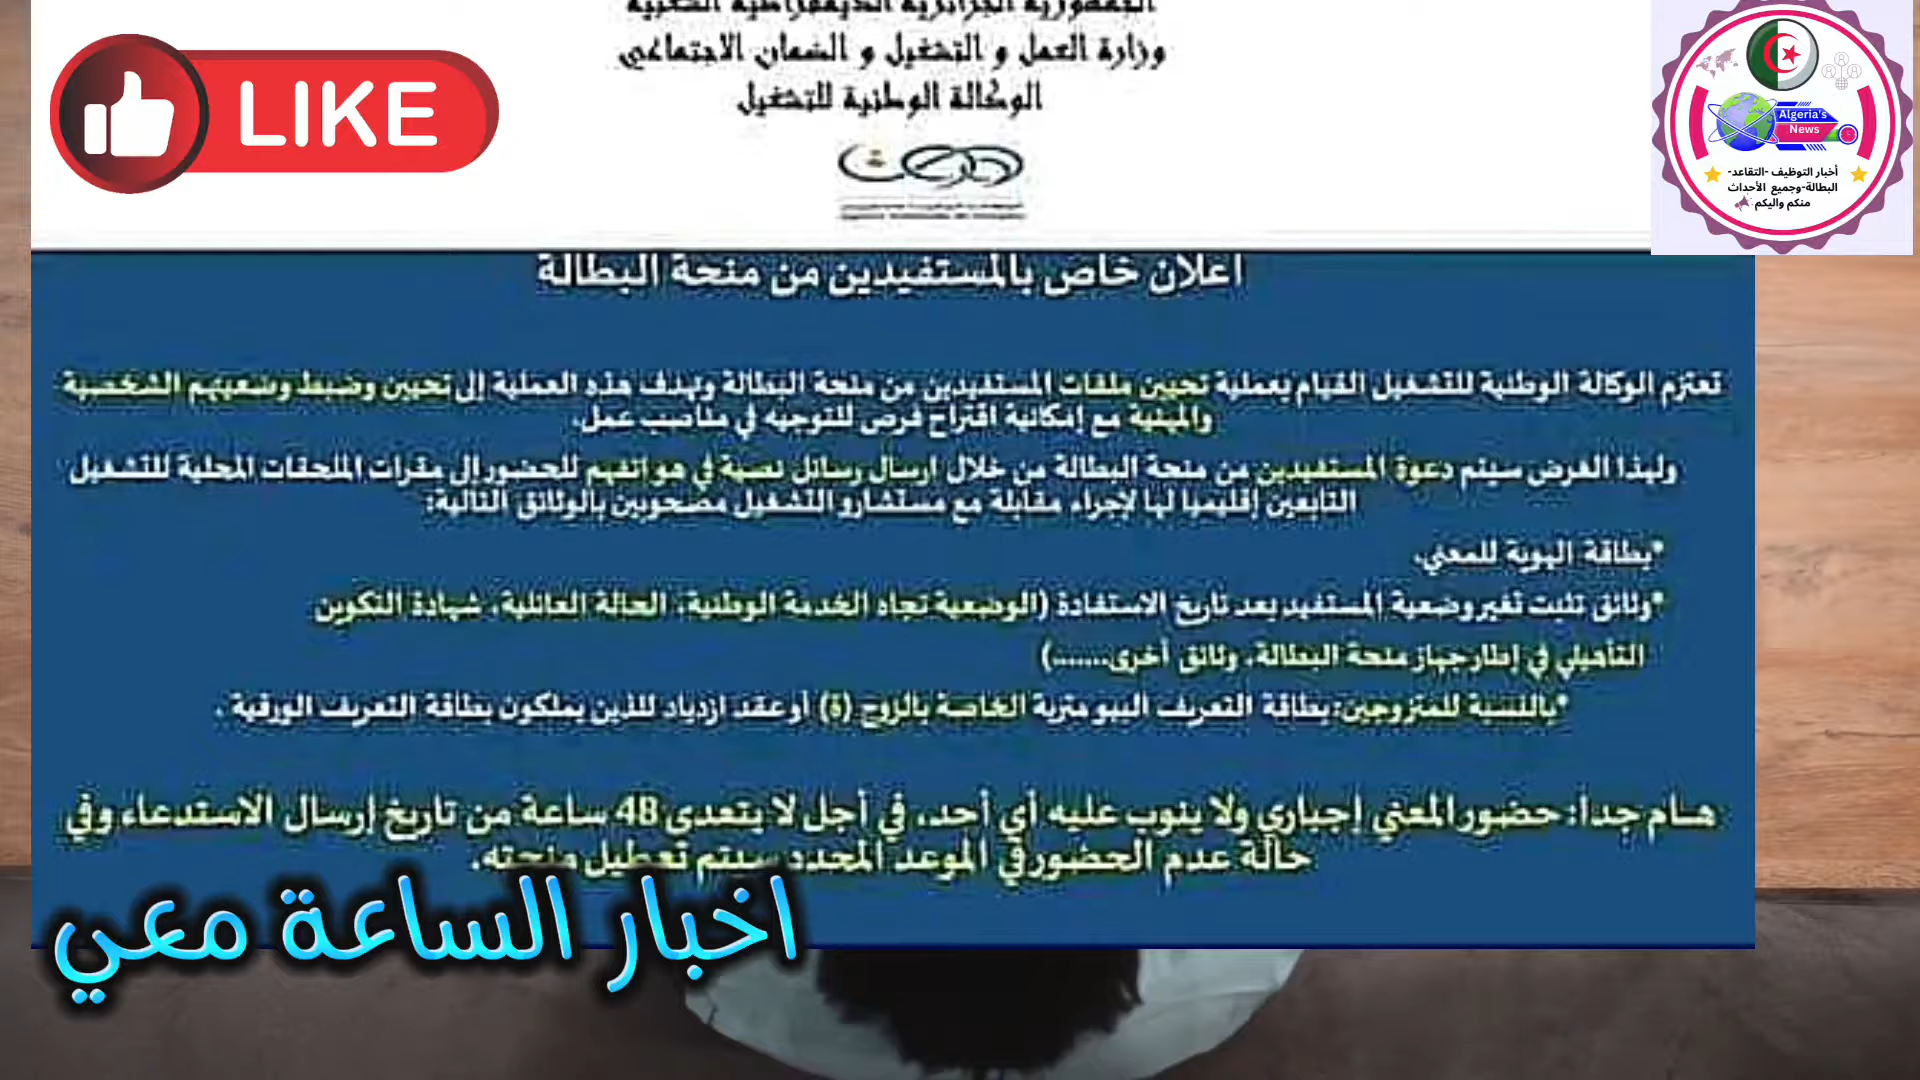 الجمهورية الجزائرية الديمقراطية الشعبية
وزارة العمل و التشغيل و الضمان الاجتماعي
الوكالة الوطنية للتشغيل
LIKE
Algeria's
News
أخبار التوظيف -التقاعد-
البطالة-وجميع الأحداث
منكم واليكم
اعلان خاص بالمستفيدين من منحة البطالة
تعتزم الوكالة الوطنية للتشغيل القيام بعملية تحيين ملفات المستفيدين من منحة البطالة وتهدف هذه العملية إلى تحيين وضبط وضعيتهم الشخصية
والمهنية مع إمكانية اقتراح فرص للتوجيه في مناصب عمل.
ولهذا الغرض سيتم دعوة المستفيدين من منحة البطالة من خلال ارسال رسائل نصية في هواتفهم للحضور إلى مقرات الملحقات المحلية للتشغيل
التابعين إقليميا لها لإجراء مقابلة مع مستشارو التشغيل مصحوبين بالوثائق التالية:
*بطاقة الهوية للمعني.
*وثائق تثبت تغير وضعية المستفيد بعد تاريخ الاستفادة (الوضعية تجاه الخدمة الوطنية، الحالة العائلية، شهادة التكوين
التأهيلي في إطار جهاز منحة البطالة، وثائق أخرى.......)
*بالنسبة للمتزوجين: بطاقة التعريف البيومترية الخاصة بالزوج (ة) أو عقد ازدياد للذين يملكون بطاقة التعريف الورقية .
هــام جدا: حضور المعني إجباري ولا ينوب عليه أي أحد، في أجل لا يتعدى 48 ساعة من تاريخ إرسال الاستدعاء وفي
حالة عدم الحضور في الموعد المحدد سيتم تعطيل منحته.
اخبار الساعة معي